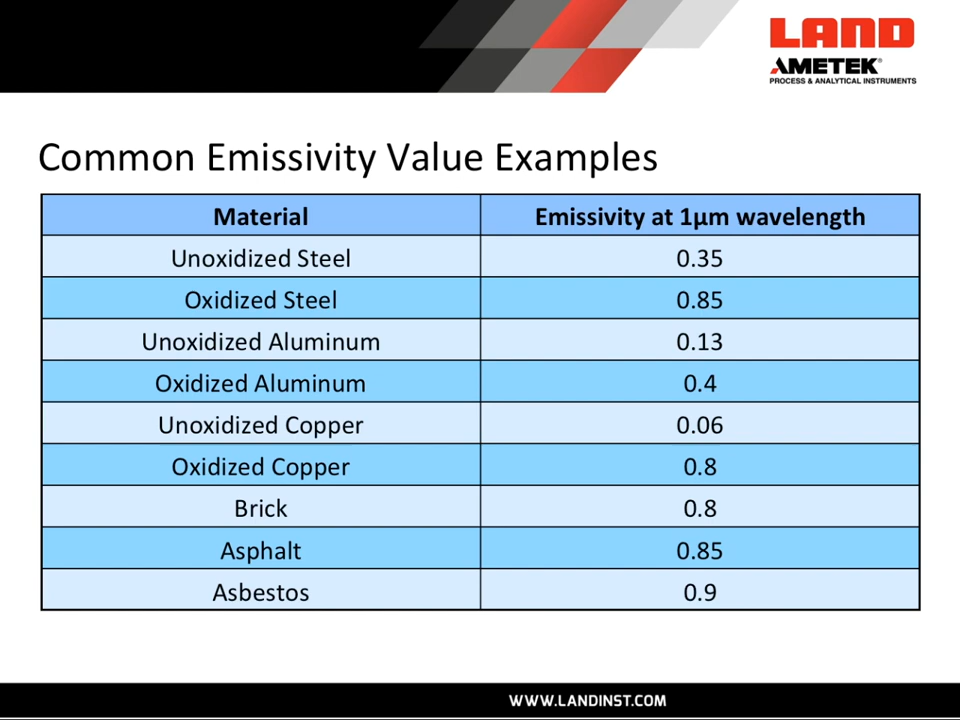 LAND
AMETEK®
PROCESS & ANALYTICAL INSTRUMENTS
Common Emissivity Value Examples
Material Emissivity at 1µm wavelength
Unoxidized Steel 0.35
Oxidized Steel 0.85
Unoxidized Aluminum 0.13
Oxidized Aluminum 0.4
Unoxidized Copper 0.06
Oxidized Copper 0.8
Brick 0.8
Asphalt 0.85
Asbestos 0.9
WWW.LANDINST.COM